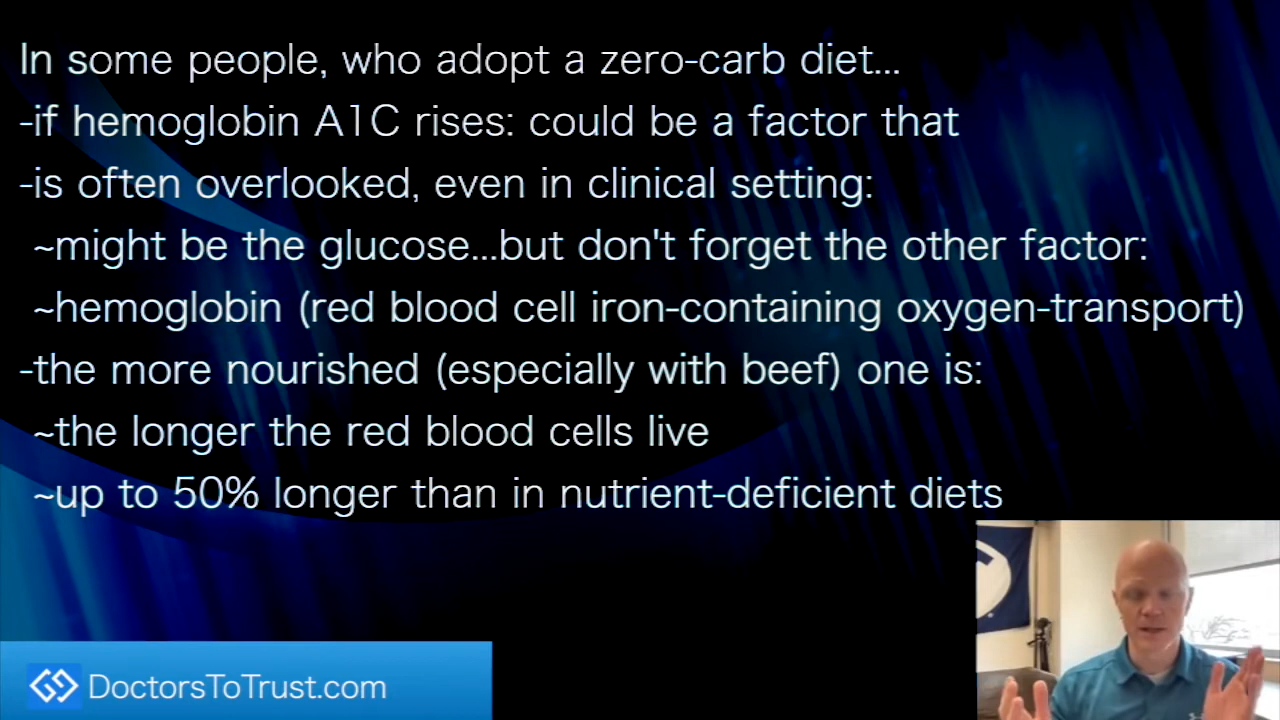 In some people, who adopt a zero-carb diet...
-if hemoglobin A1C rises: could be a factor that
-is often overlooked, even in clinical setting:
~might be the glucose...but don't forget the other factor:
~hemoglobin (red blood cell iron-containing oxygen-transport)
-the more nourished (especially with beef) one is:
~the longer the red blood cells live
~up to 50% longer than in nutrient-deficient diets
DoctorsToTrust.com